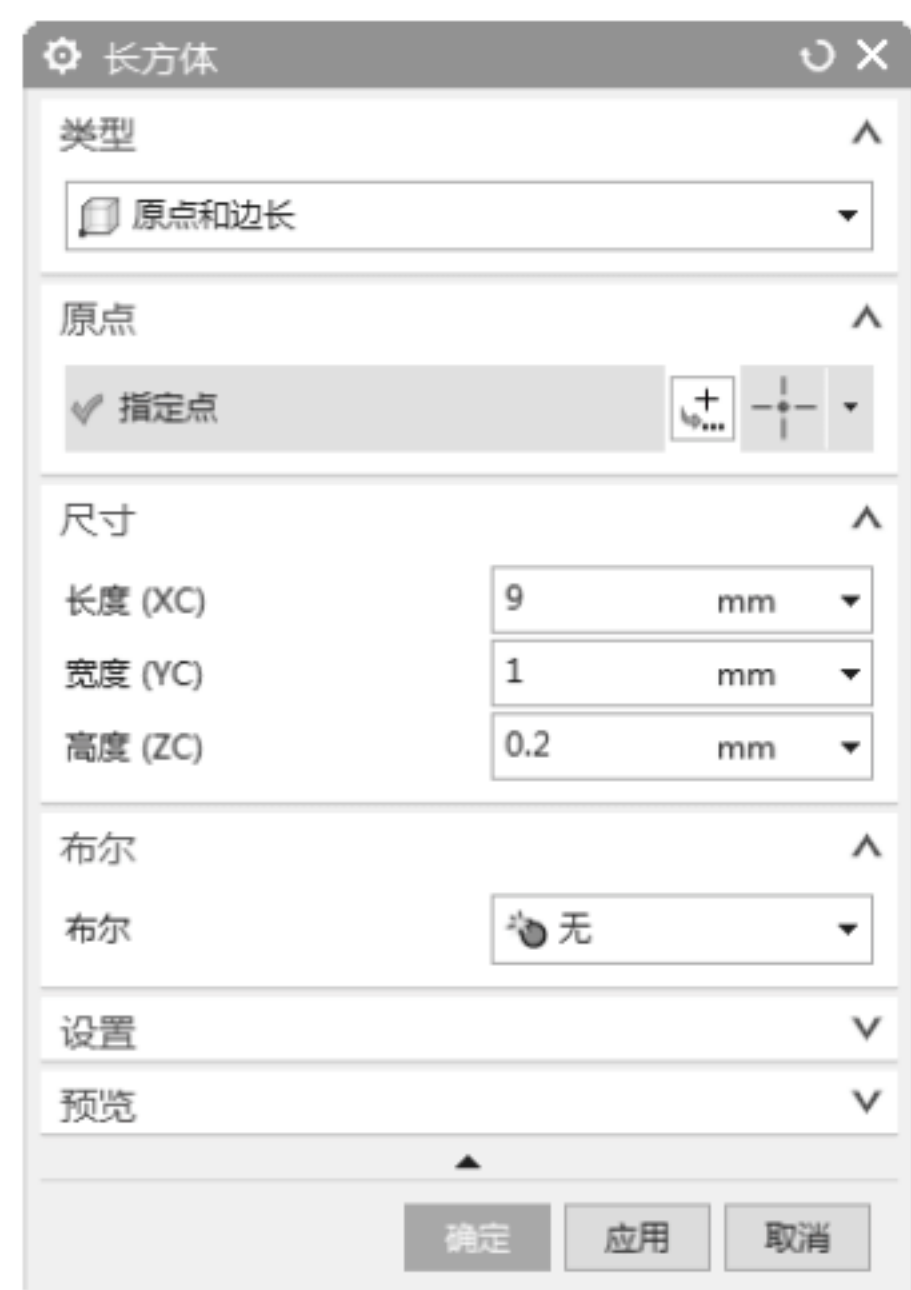 长方体
类型
原点和边长
原点
指定点
尺寸
长度 (XC) 9 mm
宽度 (YC) 1 mm
高度 (ZC) 0.2 mm
布尔
布尔 无
设置
预览
确定 应用 取消